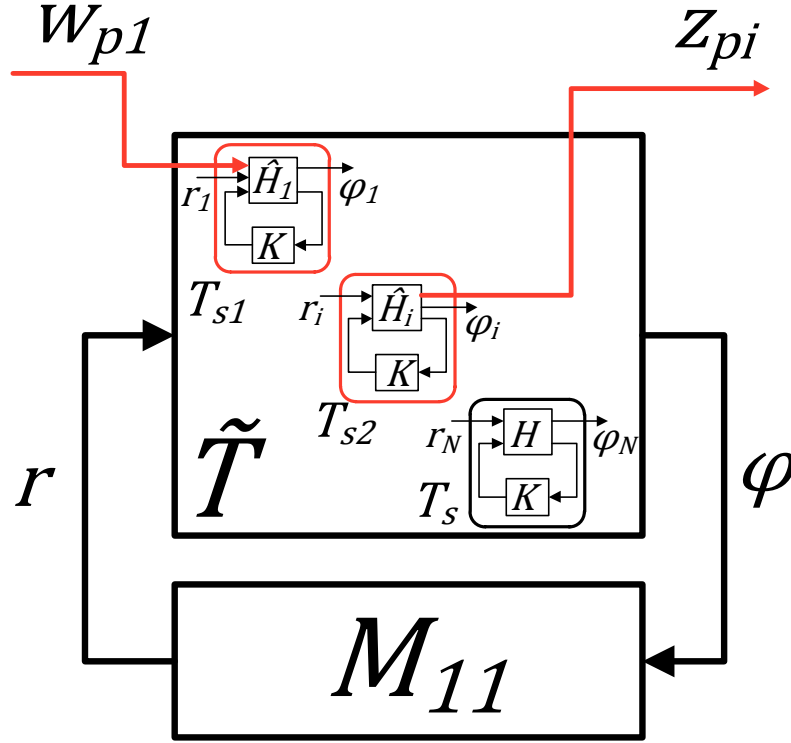 w_{p1}
z_{pi}
Ĥ_1
r_1
φ_1
K
T_{s1}
Ĥ_i
r_i
φ_i
K
T_{s2}
H
r_N
φ_N
K
T_s
T̃
r
φ
M_{11}